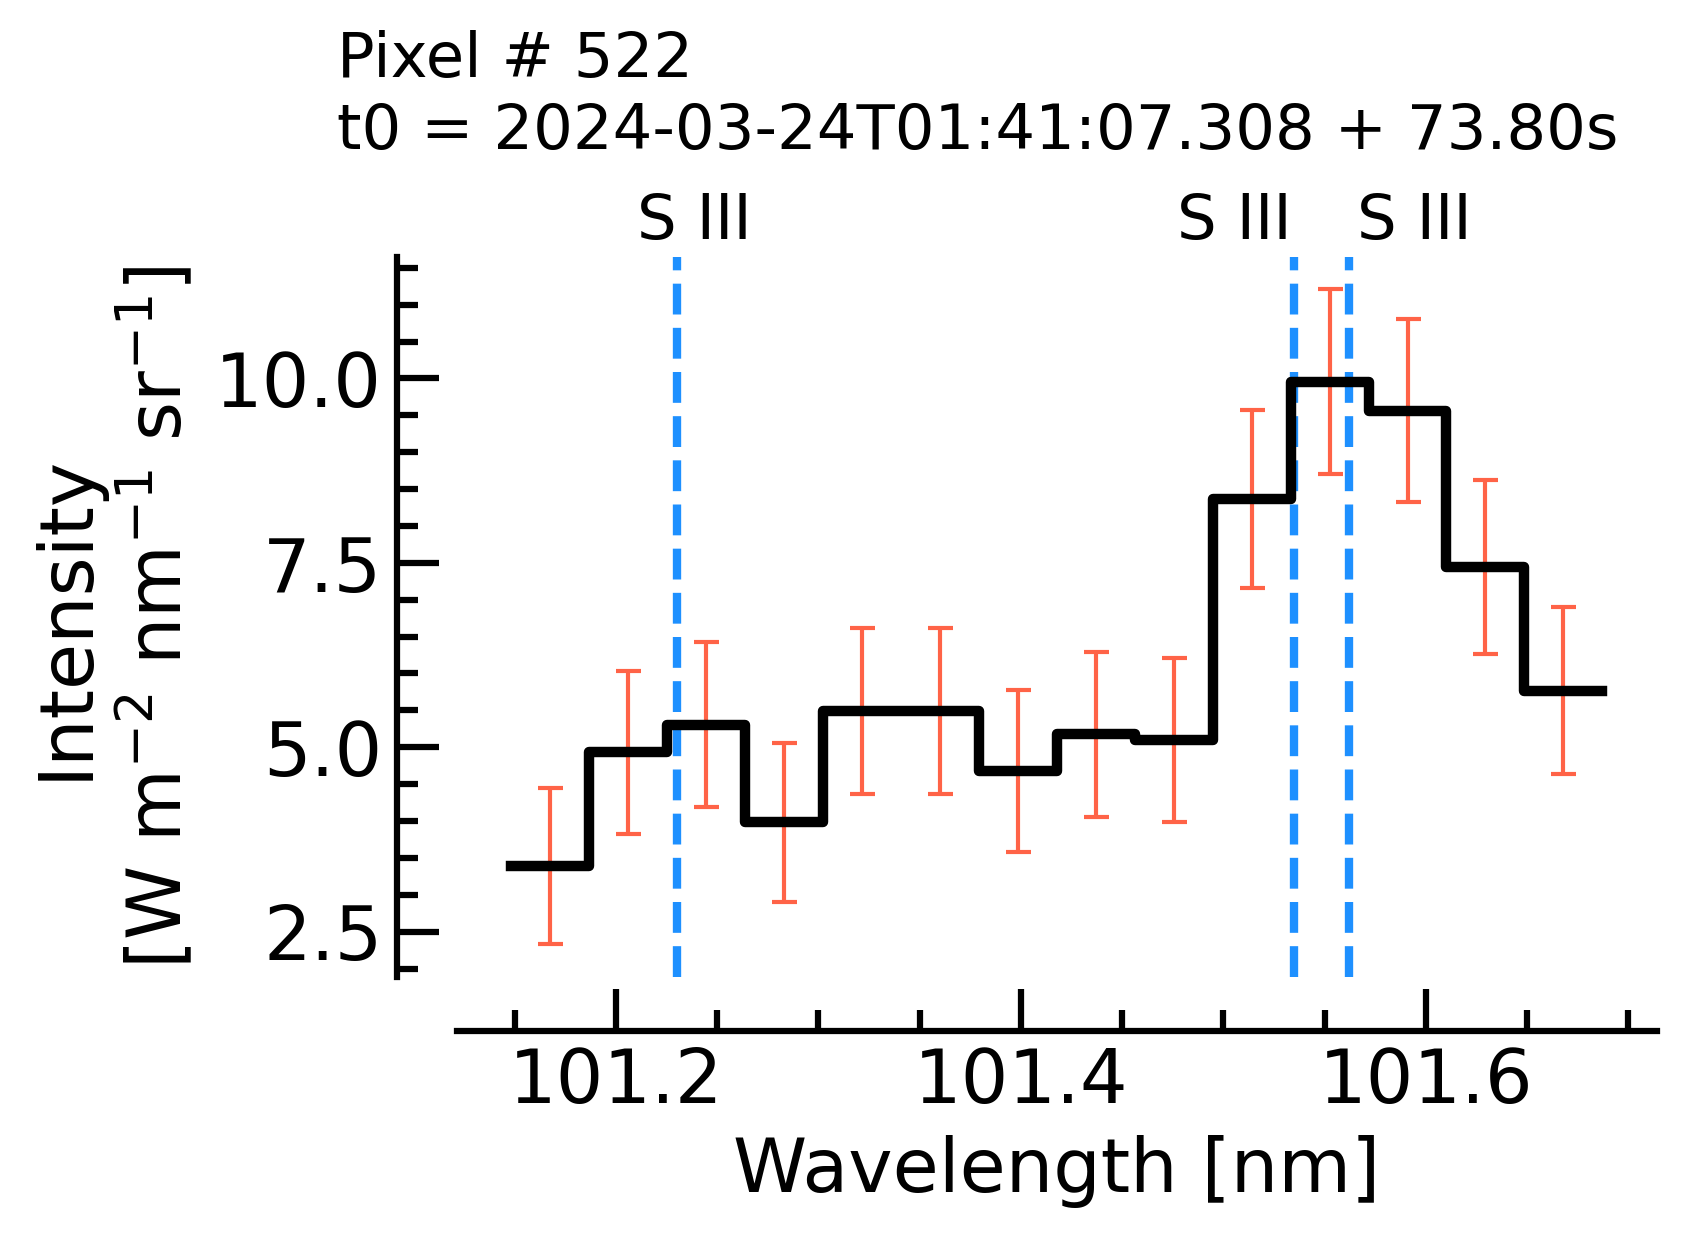 Pixel # 522
t0 = 2024-03-24T01:41:07.308 + 73.80s
S III S III S III
Intensity
[W m⁻² nm⁻¹ sr⁻¹]
10.0
7.5
5.0
2.5
101.2 101.4 101.6
Wavelength [nm]